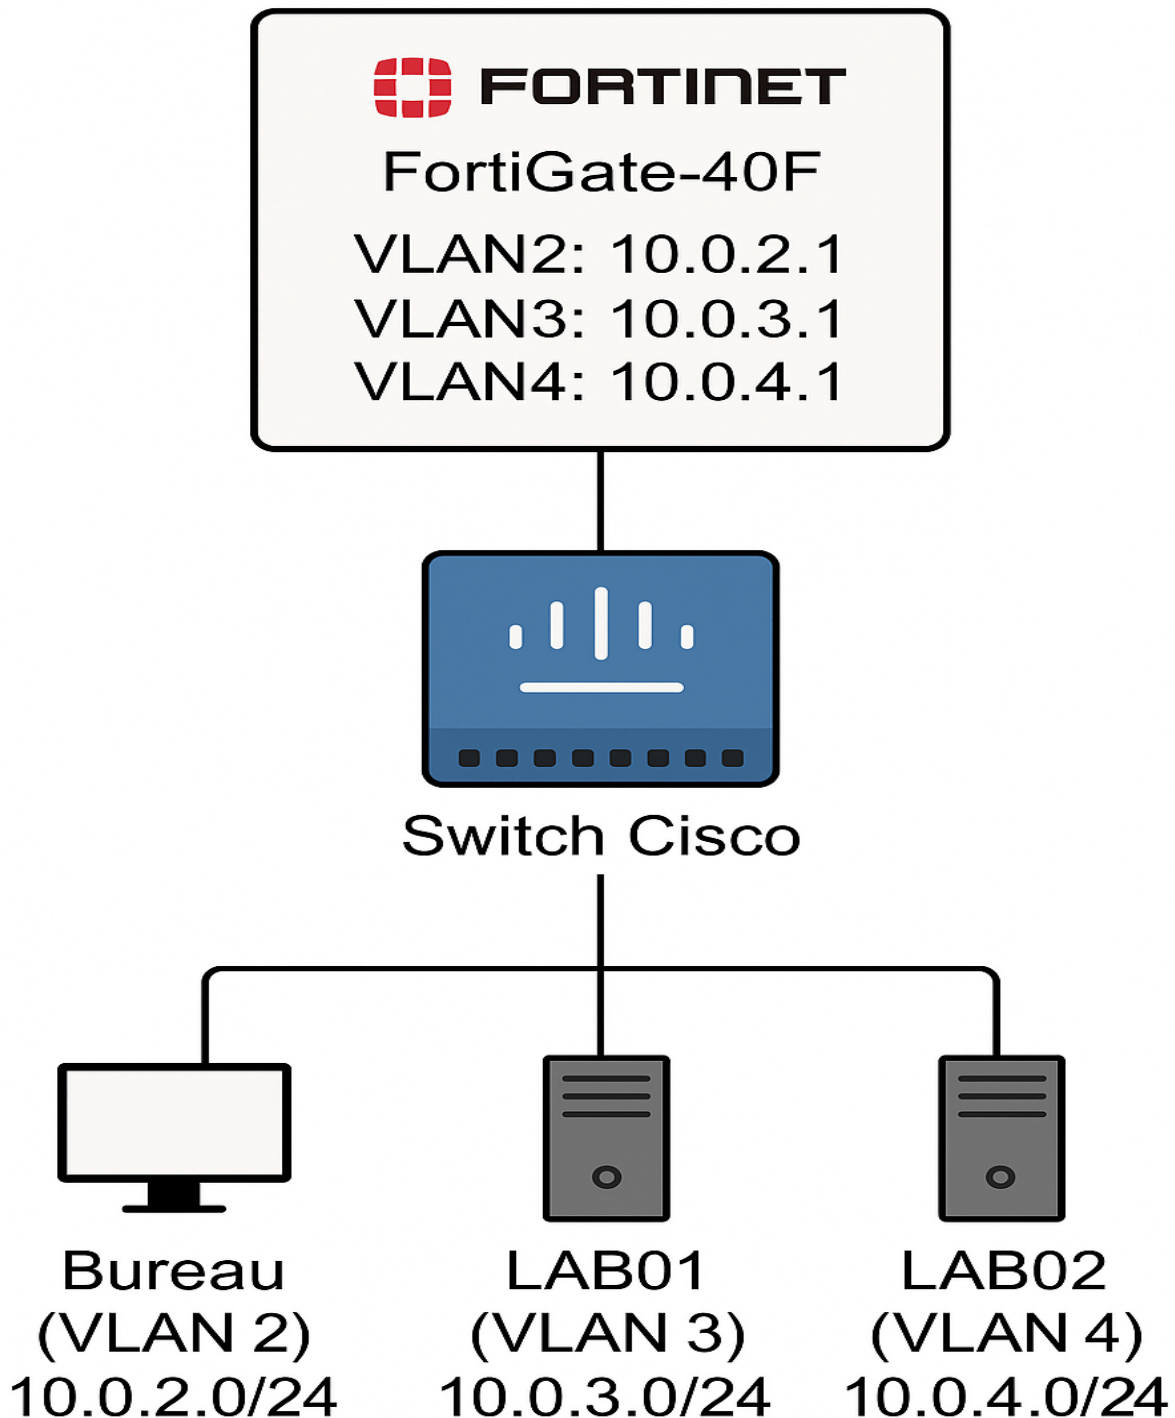 FORTINET
FortiGate-40F
VLAN2: 10.0.2.1
VLAN3: 10.0.3.1
VLAN4: 10.0.4.1
Switch Cisco
Bureau
(VLAN 2)
10.0.2.0/24
LAB01
(VLAN 3)
10.0.3.0/24
LAB02
(VLAN 4)
10.0.4.0/24